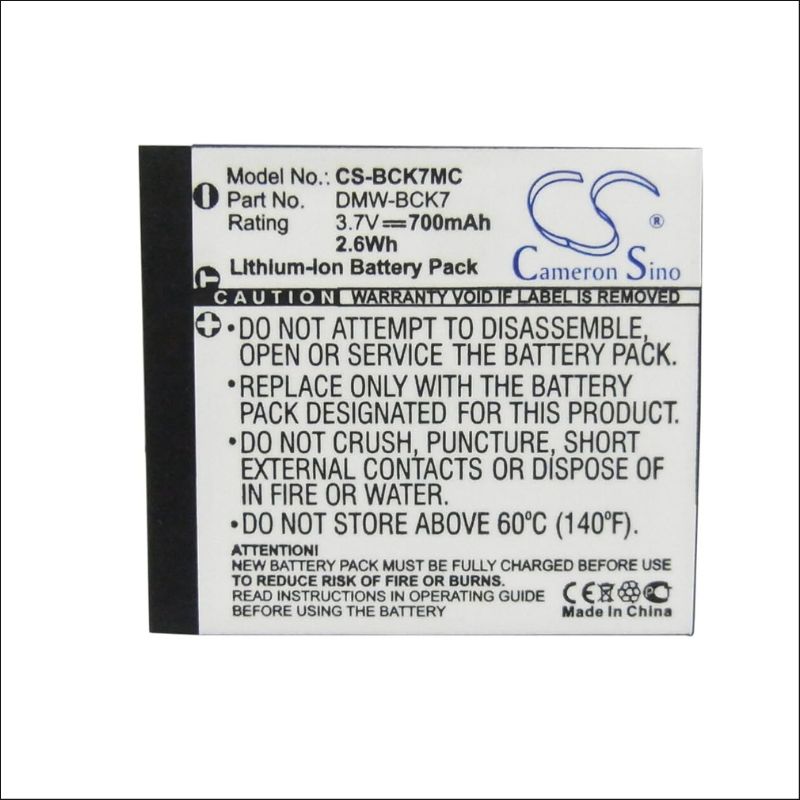 Model No.: CS-BCK7MC
Part No. DMW-BCK7
Rating 3.7V⎓700mAh
2.6Wh
Lithium-Ion Battery Pack
CS
®
Cameron Sino
CAUTION WARRANTY VOID IF LABEL IS REMOVED
•DO NOT ATTEMPT TO DISASSEMBLE,
OPEN OR SERVICE THE BATTERY PACK.
•REPLACE ONLY WITH THE BATTERY
PACK DESIGNATED FOR THIS PRODUCT.
•DO NOT CRUSH, PUNCTURE, SHORT
EXTERNAL CONTACTS OR DISPOSE OF
IN FIRE OR WATER.
•DO NOT STORE ABOVE 60ºC (140ºF).
ATTENTION!
NEW BATTERY PACK MUST BE FULLY CHARGED BEFORE USE
TO REDUCE RISK OF FIRE OR BURNS.
READ INSTRUCTIONS IN OPERATING GUIDE
BEFORE USING THE BATTERY
CE
Made In China